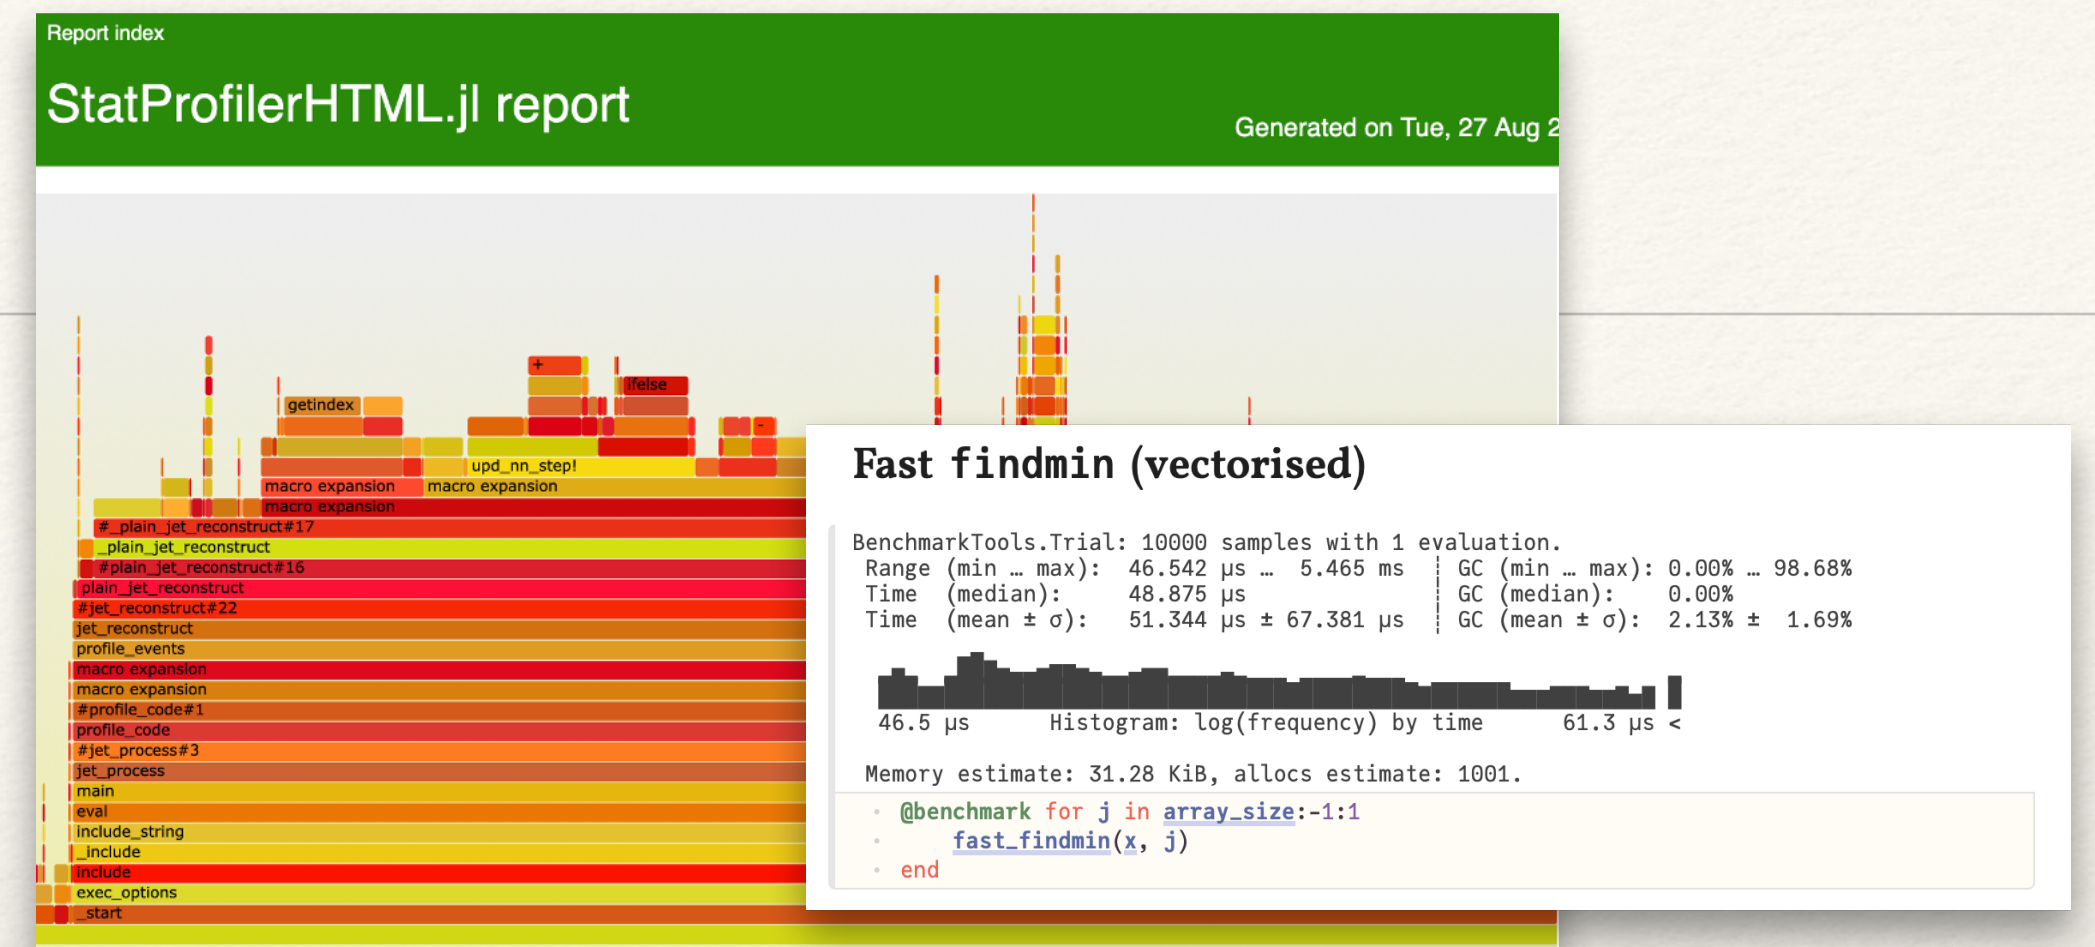 Report index
StatProfilerHTML.jl report
Generated on Tue, 27 Aug 2
+
ifelse
getindex
-
upd_nn_step!
macro expansion
macro expansion
macro expansion
#_plain_jet_reconstruct#17
_plain_jet_reconstruct
#plain_jet_reconstruct#16
plain_jet_reconstruct
#jet_reconstruct#22
jet_reconstruct
profile_events
macro expansion
macro expansion
#profile_code#1
profile_code
#jet_process#3
jet_process
main
eval
include_string
_include
include
exec_options
_start
Fast findmin (vectorised)
BenchmarkTools.Trial: 10000 samples with 1 evaluation.
Range (min … max): 46.542 µs … 5.465 ms ┊ GC (min … max): 0.00% … 98.68%
Time (median): 48.875 µs ┊ GC (median): 0.00%
Time (mean ± σ): 51.344 µs ± 67.381 µs ┊ GC (mean ± σ): 2.13% ± 1.69%
46.5 µs Histogram: log(frequency) by time 61.3 µs <
Memory estimate: 31.28 KiB, allocs estimate: 1001.
@benchmark for j in array_size:-1:1
fast_findmin(x, j)
end